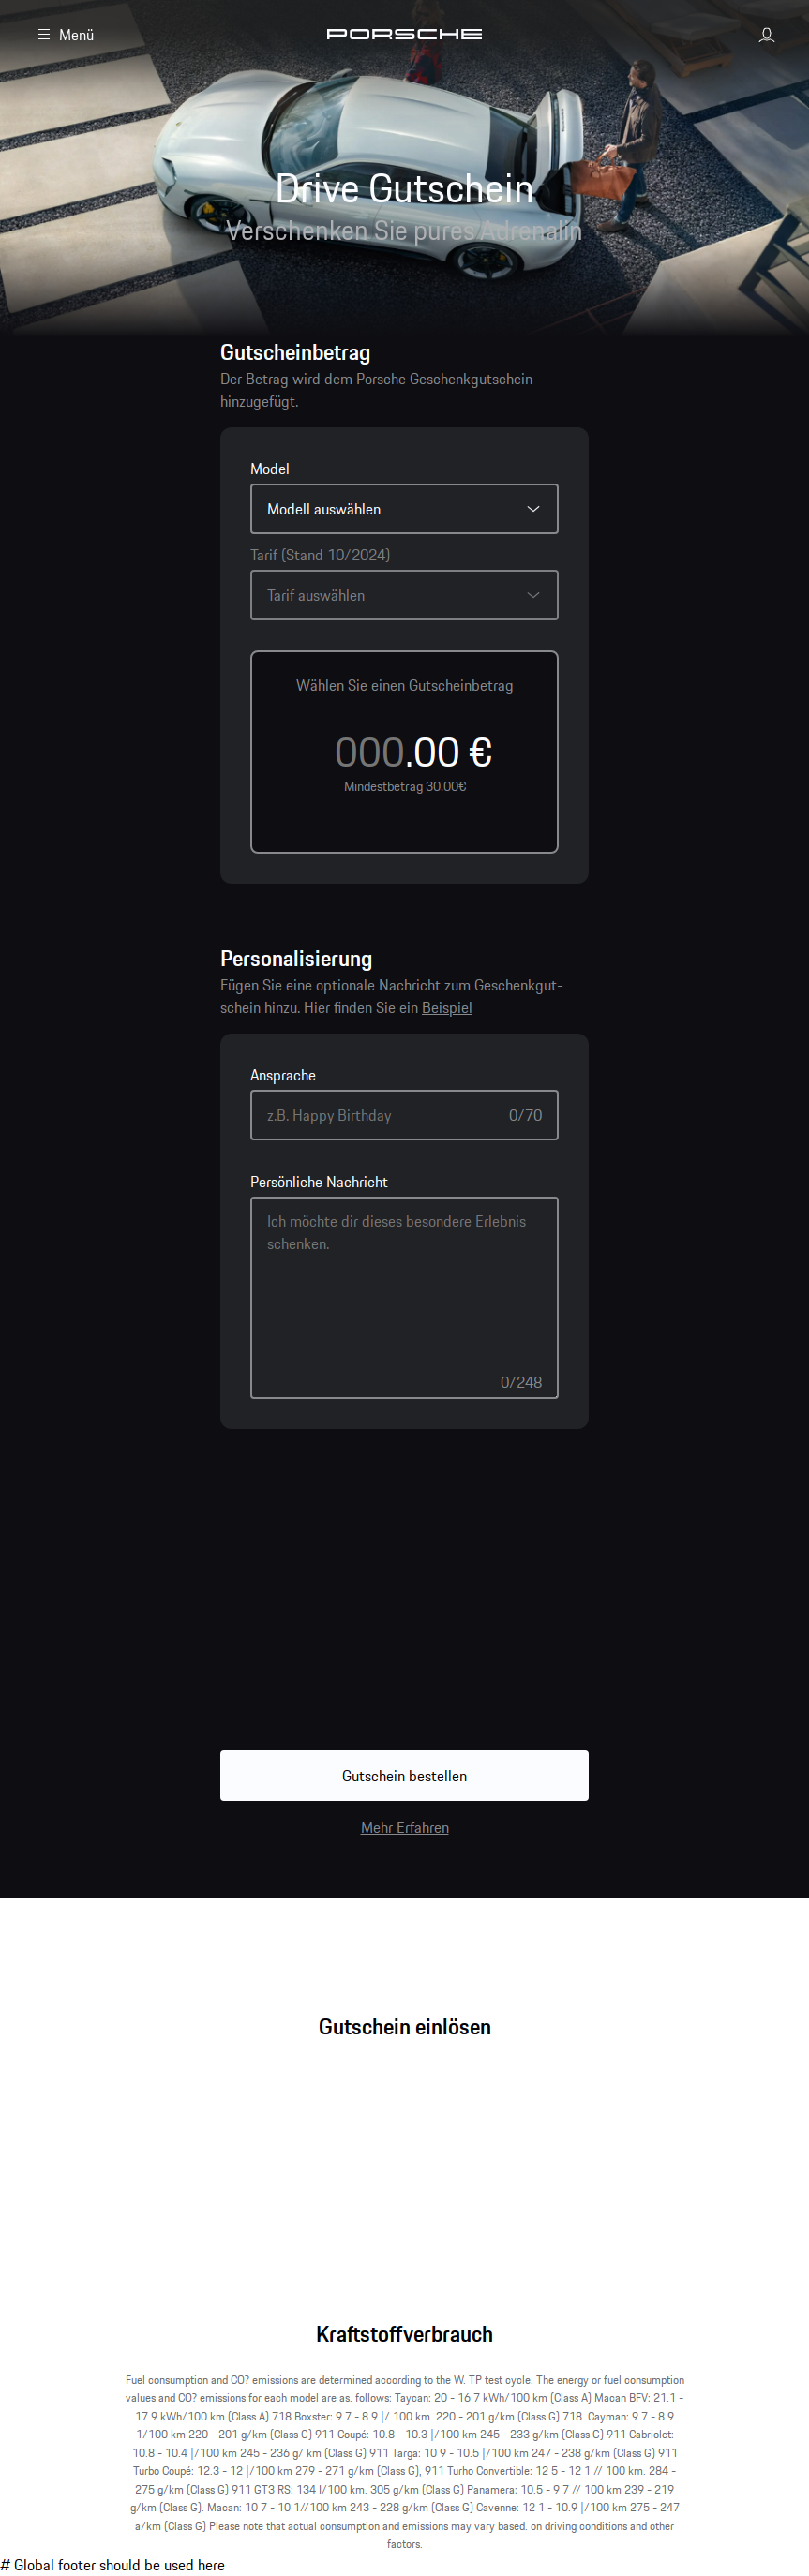 Menü
PORSCHE
Drive Gutschein
Verschenken Sie pures Adrenalin
Gutscheinbetrag
Der Betrag wird dem Porsche Geschenkgutschein
hinzugefügt.
Model
Modell auswählen
Tarif (Stand 10/2024)
Tarif auswählen
Wählen Sie einen Gutscheinbetrag
000.00 €
Mindestbetrag 30.00€
Personalisierung
Fügen Sie eine optionale Nachricht zum Geschenkgut-
schein hinzu. Hier finden Sie ein Beispiel
Ansprache
z.B. Happy Birthday 0/70
Persönliche Nachricht
Ich möchte dir dieses besondere Erlebnis
schenken.
0/248
Gutschein bestellen
Mehr Erfahren
Gutschein einlösen
Kraftstoffverbrauch
Fuel consumption and CO? emissions are determined according to the W. TP test cycle. The energy or fuel consumption
values and CO? emissions for each model are as. follows: Taycan: 20 - 16 7 kWh/100 km (Class A) Macan BFV: 21.1 -
17.9 kWh/100 km (Class A) 718 Boxster: 9 7 - 8 9 |/ 100 km. 220 - 201 g/km (Class G) 718. Cayman: 9 7 - 8 9
1/100 km 220 - 201 g/km (Class G) 911 Coupé: 10.8 - 10.3 |/100 km 245 - 233 g/km (Class G) 911 Cabriolet:
10.8 - 10.4 |/100 km 245 - 236 g/ km (Class G) 911 Targa: 10 9 - 10.5 |/100 km 247 - 238 g/km (Class G) 911
Turbo Coupé: 12.3 - 12 |/100 km 279 - 271 g/km (Class G), 911 Turho Convertible: 12 5 - 12 1 // 100 km. 284 -
275 g/km (Class G) 911 GT3 RS: 134 I/100 km. 305 g/km (Class G) Panamera: 10.5 - 9 7 // 100 km 239 - 219
g/km (Class G). Macan: 10 7 - 10 1//100 km 243 - 228 g/km (Class G) Cavenne: 12 1 - 10.9 |/100 km 275 - 247
a/km (Class G) Please note that actual consumption and emissions may vary based. on driving conditions and other
factors.
# Global footer should be used here